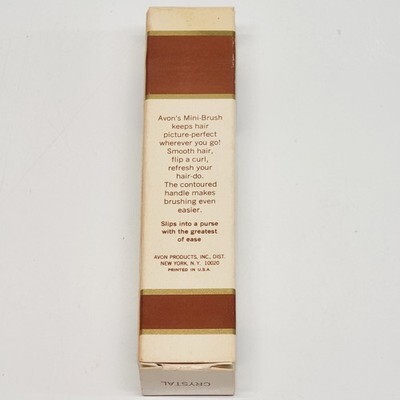 Avon's Mini-Brush
keeps hair
picture-perfect
wherever you go!
Smooth hair,
flip a curl,
refresh your
hair-do.
The contoured
handle makes
brushing even
easier.
Slips into a purse
with the greatest
of ease
AVON PRODUCTS, INC., DIST.
NEW YORK, N.Y. 10020
PRINTED IN U.S.A.
CRYSTAL